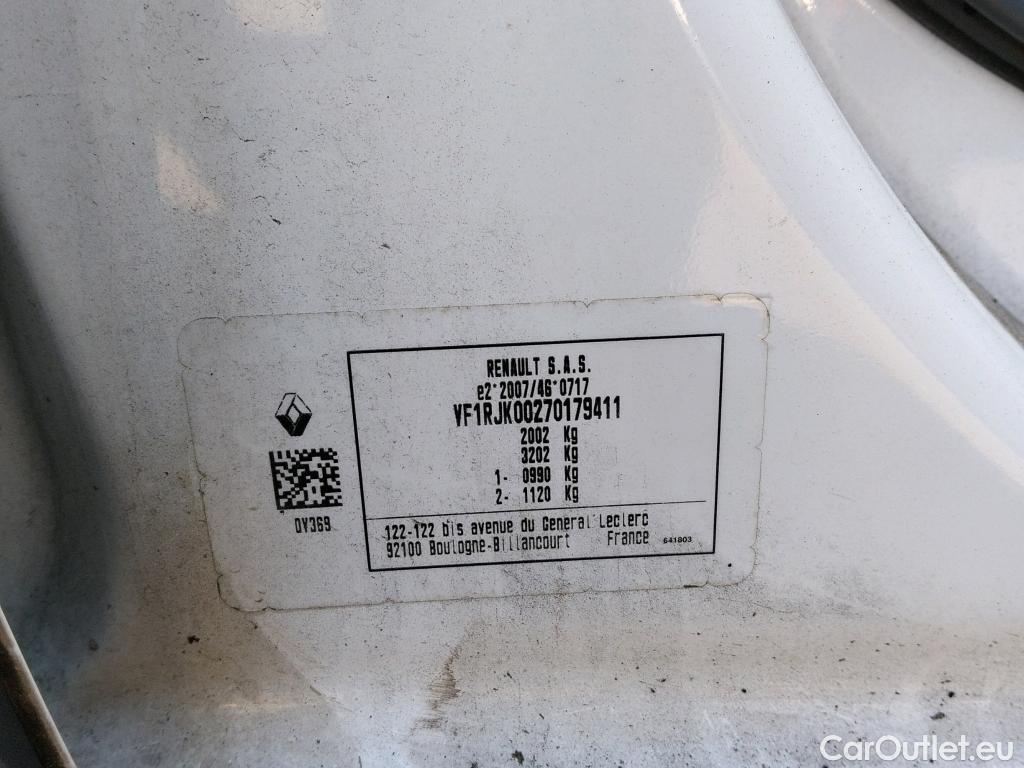 RENAULT S.A.S.
e2*2007/46*0717
VF1RJK00270179411
2002 Kg
3202 Kg
1- 0990 Kg
2- 1120 Kg
0V369
122-122 bis avenue du General Leclerc
92100 Boulogne-Billancourt France 641803
CarOutlet.eu